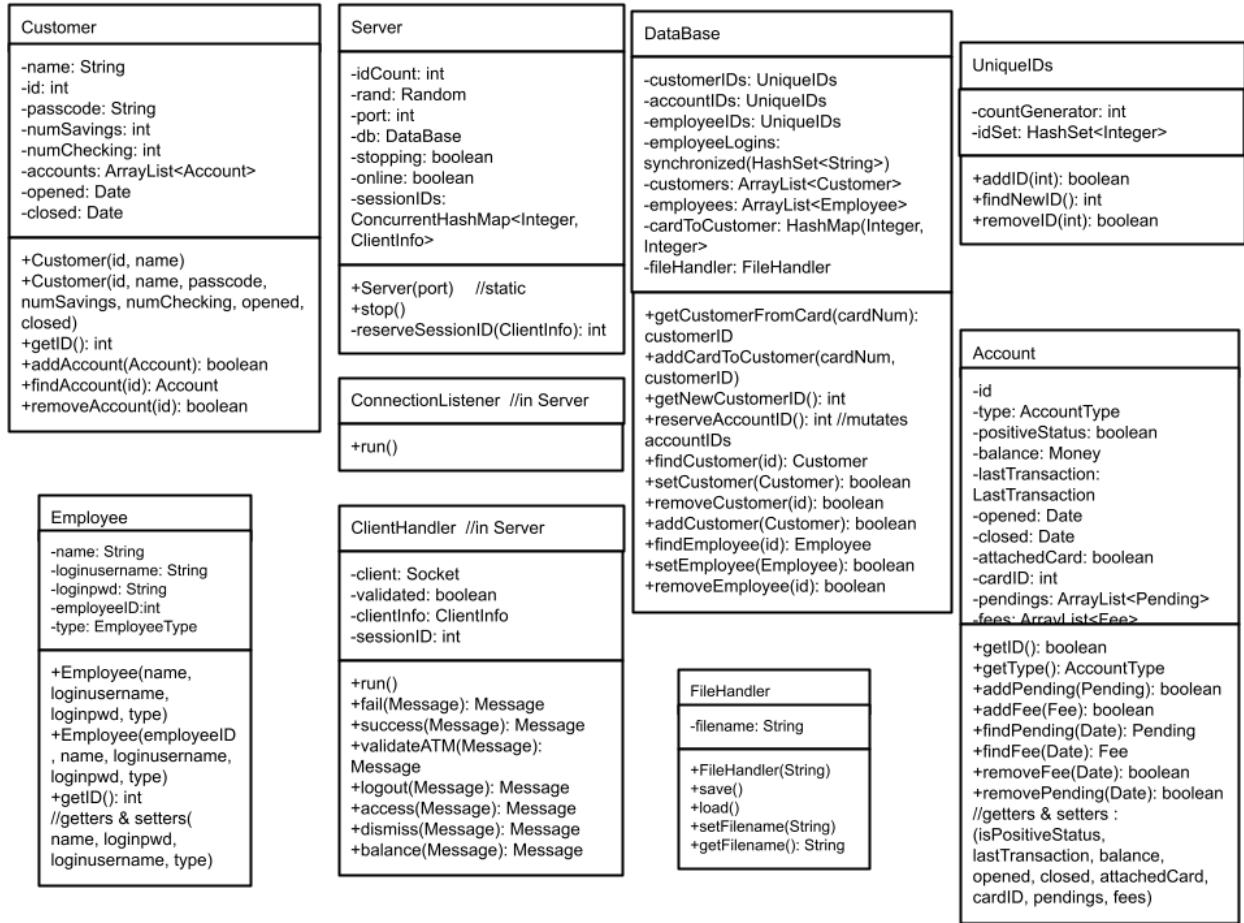 Customer
-name: String
-id: int
-passcode: String
-numSavings: int
-numChecking: int
-accounts: ArrayList<Account>
-opened: Date
-closed: Date
+Customer(id, name)
+Customer(id, name, passcode,
numSavings, numChecking, opened,
closed)
+getID(): int
+addAccount(Account): boolean
+findAccount(id): Account
+removeAccount(id): boolean
Employee
-name: String
-loginusername: String
-loginpwd: String
-employeeID:int
-type: EmployeeType
+Employee(name,
loginusername,
loginpwd, type)
+Employee(employeeID
, name, loginusername,
loginpwd, type)
+getID(): int
//getters & setters(
name, loginpwd,
loginusername, type)
Server
-idCount: int
-rand: Random
-port: int
-db: DataBase
-stopping: boolean
-online: boolean
-sessionIDs:
ConcurrentHashMap<Integer,
ClientInfo>
+Server(port) //static
+stop()
-reserveSessionID(ClientInfo): int
ConnectionListener //in Server
+run()
ClientHandler //in Server
-client: Socket
-validated: boolean
-clientInfo: ClientInfo
-sessionID: int
+run()
+fail(Message): Message
+success(Message): Message
+validateATM(Message):
Message
+logout(Message): Message
+access(Message): Message
+dismiss(Message): Message
+balance(Message): Message
DataBase
-customerIDs: UniqueIDs
-accountIDs: UniqueIDs
-employeeIDs: UniqueIDs
-employeeLogins:
synchronized(HashSet<String>)
-customers: ArrayList<Customer>
-employees: ArrayList<Employee>
-cardToCustomer: HashMap(Integer,
Integer>
-fileHandler: FileHandler
+getCustomerFromCard(cardNum):
customerID
+addCardToCustomer(cardNum,
customerID)
+getNewCustomerID(): int
+reserveAccountID(): int //mutates
accountIDs
+findCustomer(id): Customer
+setCustomer(Customer): boolean
+removeCustomer(id): boolean
+addCustomer(Customer): boolean
+findEmployee(id): Employee
+setEmployee(Employee): boolean
+removeEmployee(id): boolean
FileHandler
-filename: String
+FileHandler(String)
+save()
+load()
+setFilename(String)
+getFilename(): String
UniqueIDs
-countGenerator: int
-idSet: HashSet<Integer>
+addID(int): boolean
+findNewID(): int
+removeID(int): boolean
Account
-id
-type: AccountType
-positiveStatus: boolean
-balance: Money
-lastTransaction:
LastTransaction
-opened: Date
-closed: Date
-attachedCard: boolean
-cardID: int
-pendings: ArrayList<Pending>
-fees: ArrayList<Fee>
+getID(): boolean
+getType(): AccountType
+addPending(Pending): boolean
+addFee(Fee): boolean
+findPending(Date): Pending
+findFee(Date): Fee
+removeFee(Date): boolean
+removePending(Date): boolean
//getters & setters :
(isPositiveStatus,
lastTransaction, balance,
opened, closed, attachedCard,
cardID, pendings, fees)